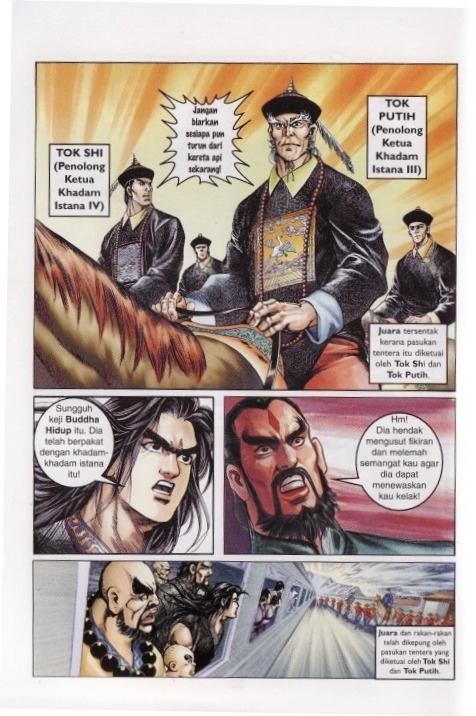 Jangan
biarkan
sesiapa pun
turun dari
kereta api
sekarang!
TOK
PUTIH
(Penolong
Ketua
Khadam
Istana III)
TOK SHI
(Penolong
Ketua
Khadam
Istana IV)
Juara tersentak
kerana pasukan
tentera itu diketuai
oleh Tok Shi dan
Tok Putih.
Sungguh
keji Buddha
Hidup itu. Dia
telah berpakat
dengan khadam-
khadam istana
itu!
Hm!
Dia hendak
mengusut fikiran
dan melemah
semangat kau agar
dia dapat
menewaskan
kau kelak!
Juara dan rakan-rakan
telah dikepung oleh
pasukan tentera yang
diketuai oleh Tok Shi
dan Tok Putih.